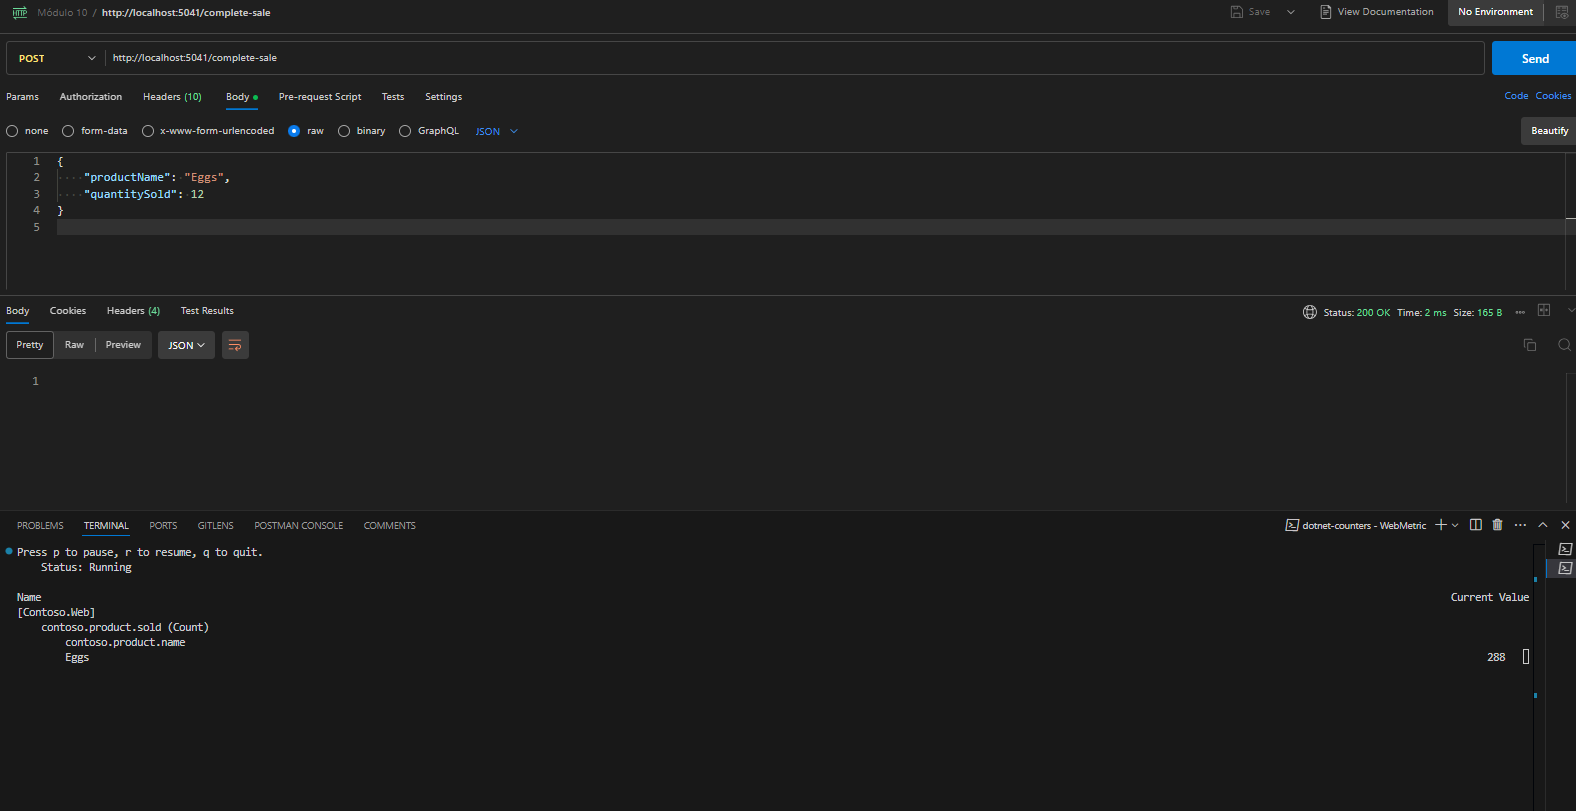 HTTP Módulo 10 / http://localhost:5041/complete-sale Save View Documentation No Environment
POST http://localhost:5041/complete-sale Send
Params Authorization Headers (10) Body Pre-request Script Tests Settings Code Cookies
none form-data x-www-form-urlencoded raw binary GraphQL JSON Beautify
1 {
2 ····"productName":·"Eggs",
3 ····"quantitySold":·12
4 }
5
Body Cookies Headers (4) Test Results Status: 200 OK Time: 2 ms Size: 165 B
Pretty Raw Preview JSON
1
PROBLEMS TERMINAL PORTS GITLENS POSTMAN CONSOLE COMMENTS dotnet-counters - WebMetric
Press p to pause, r to resume, q to quit.
Status: Running
Name Current Value
[Contoso.Web]
contoso.product.sold (Count)
contoso.product.name
Eggs 288